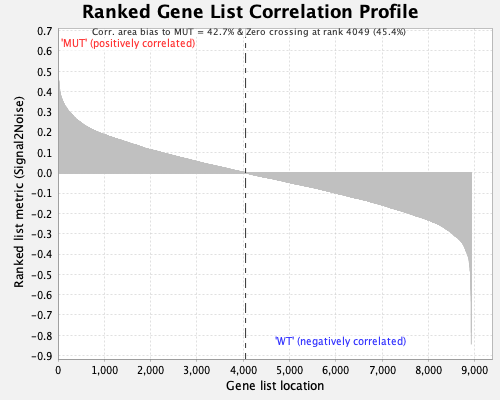 Ranked Gene List Correlation Profile
Corr. area bias to MUT = 42.7% & Zero crossing at rank 4049 (45.4%)
'MUT' (positively correlated)
0.7
0.6
0.5
0.4
0.3
0.2
0.1
0.0
-0.1
-0.2
-0.3
-0.4
-0.5
-0.6
-0.7
-0.8
-0.9
Ranked list metric (Signal2Noise)
'WT' (negatively correlated)
0 1,000 2,000 3,000 4,000 5,000 6,000 7,000 8,000 9,000
Gene list location